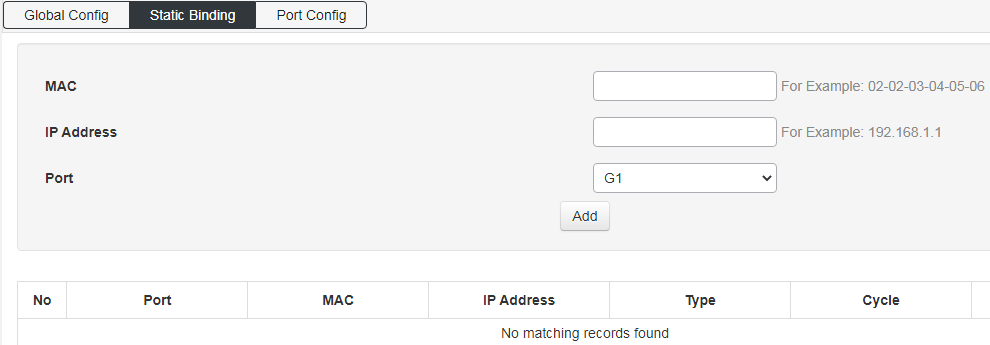 Global Config Static Binding Port Config
MAC For Example: 02-02-03-04-05-06
IP Address For Example: 192.168.1.1
Port G1
Add
No Port MAC IP Address Type Cycle
No matching records found